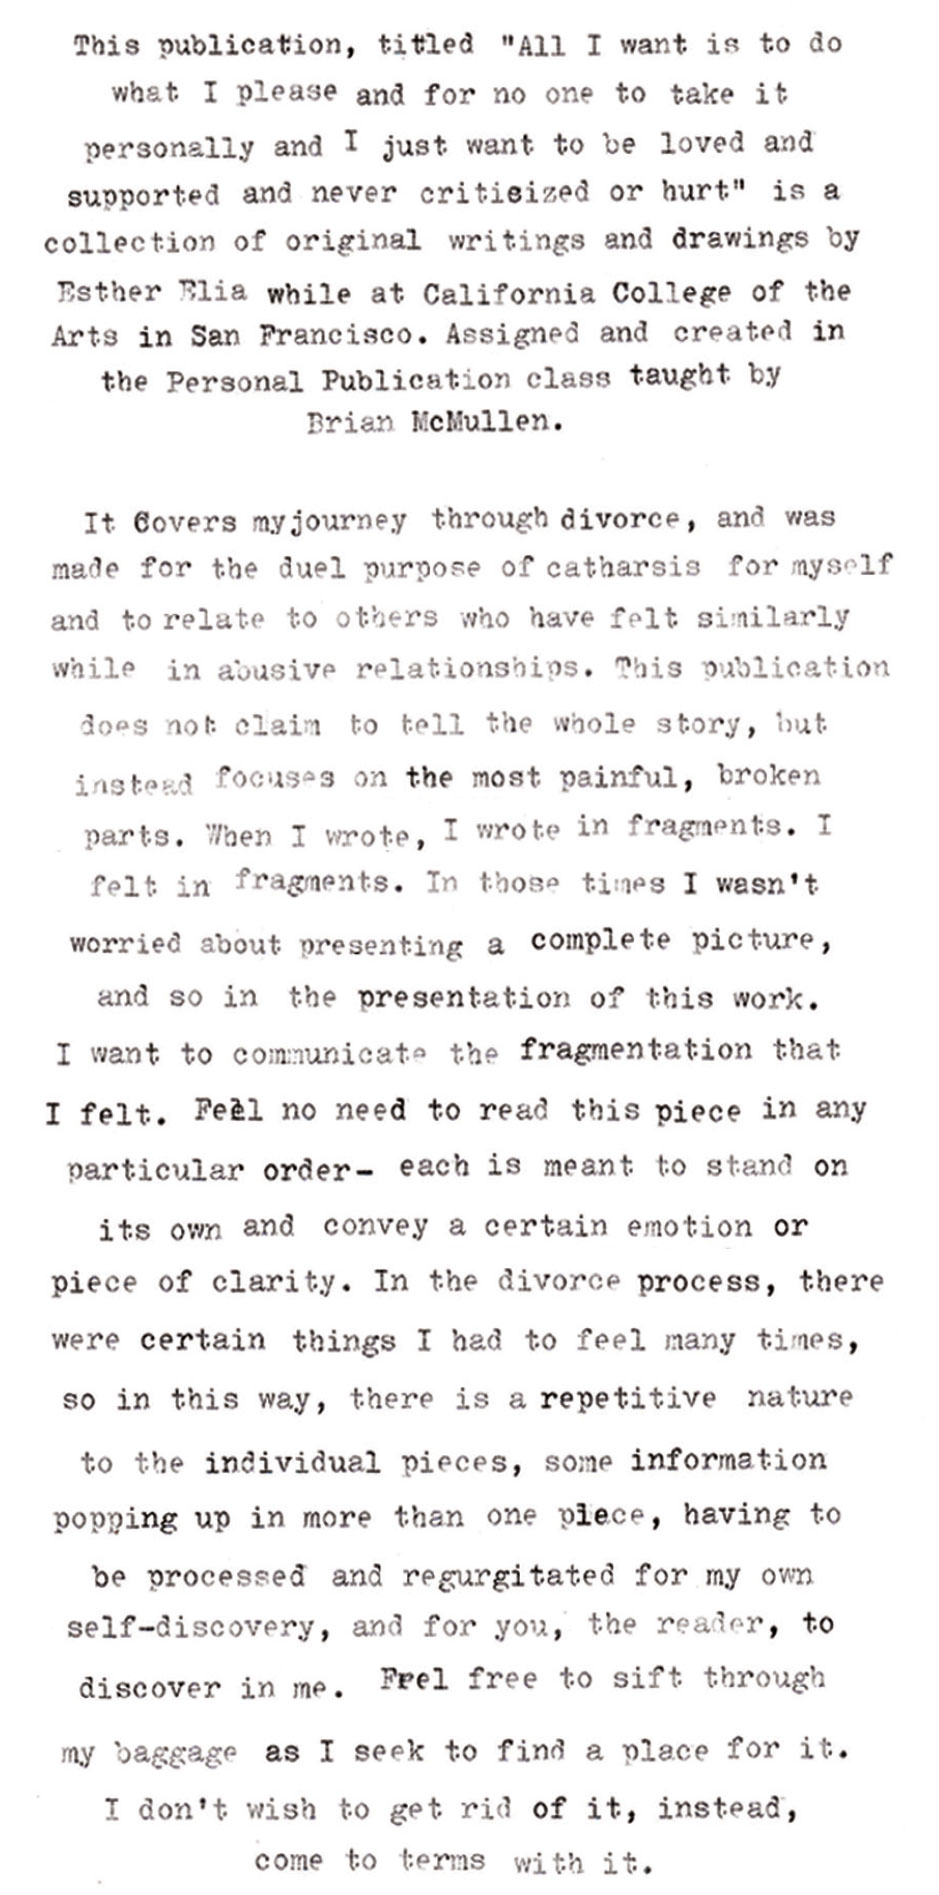 This publication, titled "All I want is to do
what I please and for no one to take it
personally and I just want to be loved and
supported and never critisized or hurt" is a
collection of original writings and drawings by
Esther Elia while at California College of the
Arts in San Francisco. Assigned and created in
the Personal Publication class taught by
Brian McMullen.
It Covers my journey through divorce, and was
made for the duel purpose of catharsis for myself
and to relate to others who have felt similarly
while in abusive relationships. This publication
does not claim to tell the whole story, but
instead focuses on the most painful, broken
parts. When I wrote, I wrote in fragments. I
felt in fragments. In those times I wasn't
worried about presenting a complete picture,
and so in the presentation of this work.
I want to communicate the fragmentation that
I felt. Feel no need to read this piece in any
particular order- each is meant to stand on
its own and convey a certain emotion or
piece of clarity. In the divorce process, there
were certain things I had to feel many times,
so in this way, there is a repetitive nature
to the individual pieces, some information
popping up in more than one piece, having to
be processed and regurgitated for my own
self-discovery, and for you, the reader, to
discover in me. Feel free to sift through
my baggage as I seek to find a place for it.
I don't wish to get rid of it, instead,
come to terms with it.